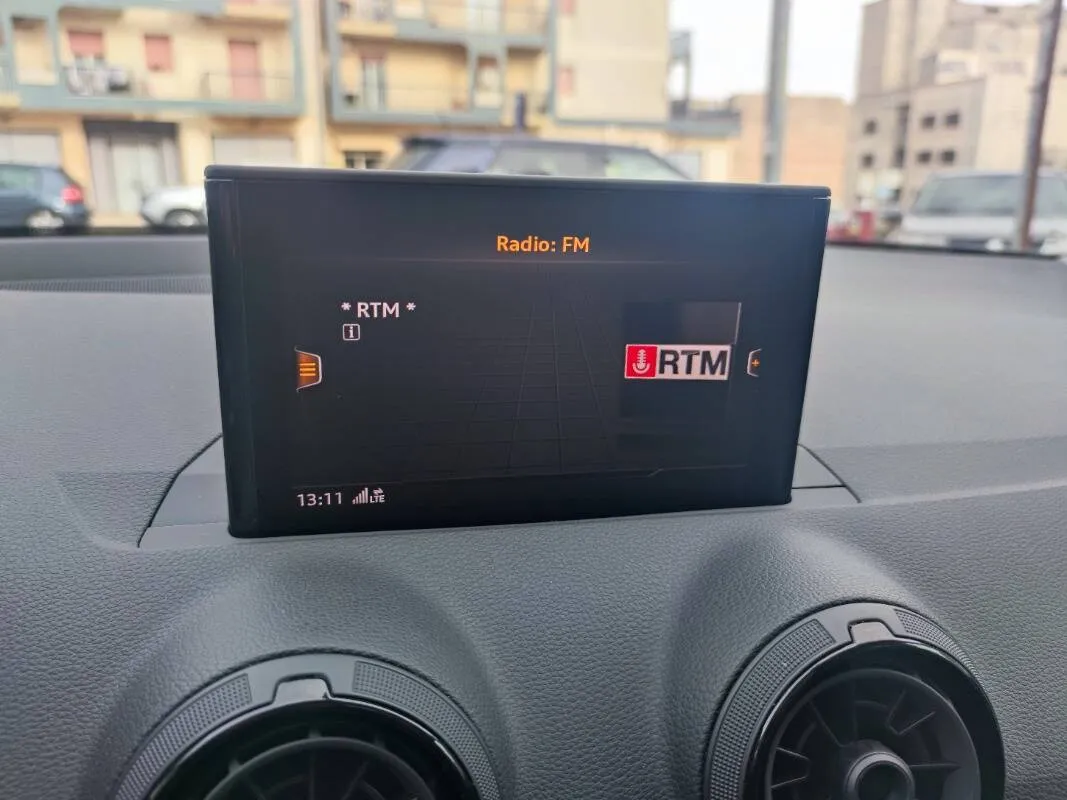 Radio: FM
* RTM *
i
RTM
+
13:11 LTE